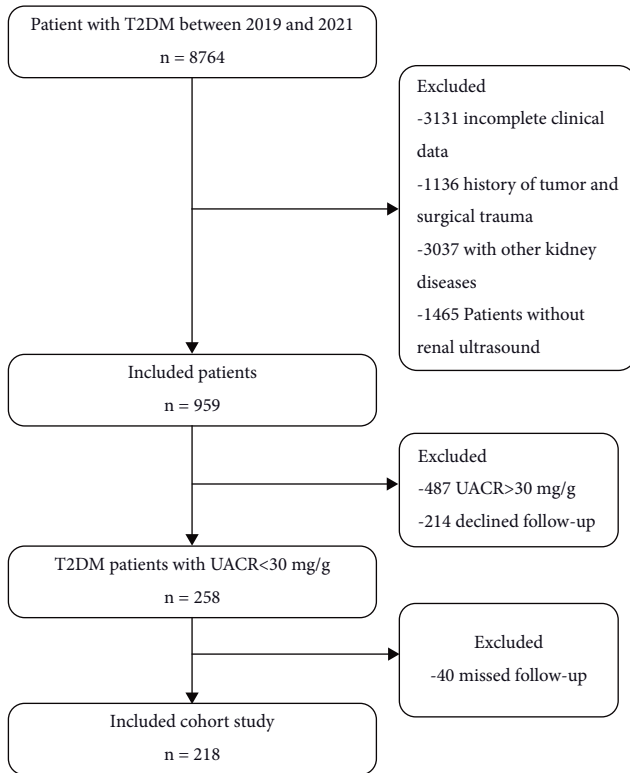 Patient with T2DM between 2019 and 2021
n = 8764
Excluded
-3131 incomplete clinical
data
-1136 history of tumor and
surgical trauma
-3037 with other kidney
diseases
-1465 Patients without
renal ultrasound
Included patients
n = 959
Excluded
-487 UACR>30 mg/g
-214 declined follow-up
T2DM patients with UACR<30 mg/g
n = 258
Excluded
-40 missed follow-up
Included cohort study
n = 218